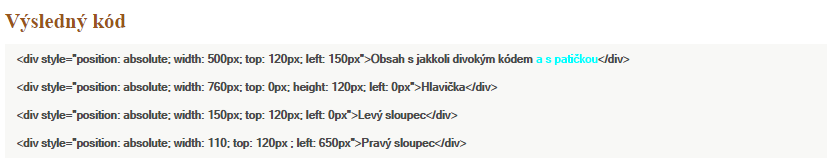 Výsledný kód
<div style="position: absolute; width: 500px; top: 120px; left: 150px">Obsah s jakkoli divokým kódem a s patičkou</div>
<div style="position: absolute; width: 760px; top: 0px; height: 120px; left: 0px">Hlavička</div>
<div style="position: absolute; width: 150px; top: 120px; left: 0px">Levý sloupec</div>
<div style="position: absolute; width: 110; top: 120px ; left: 650px">Pravý sloupec</div>